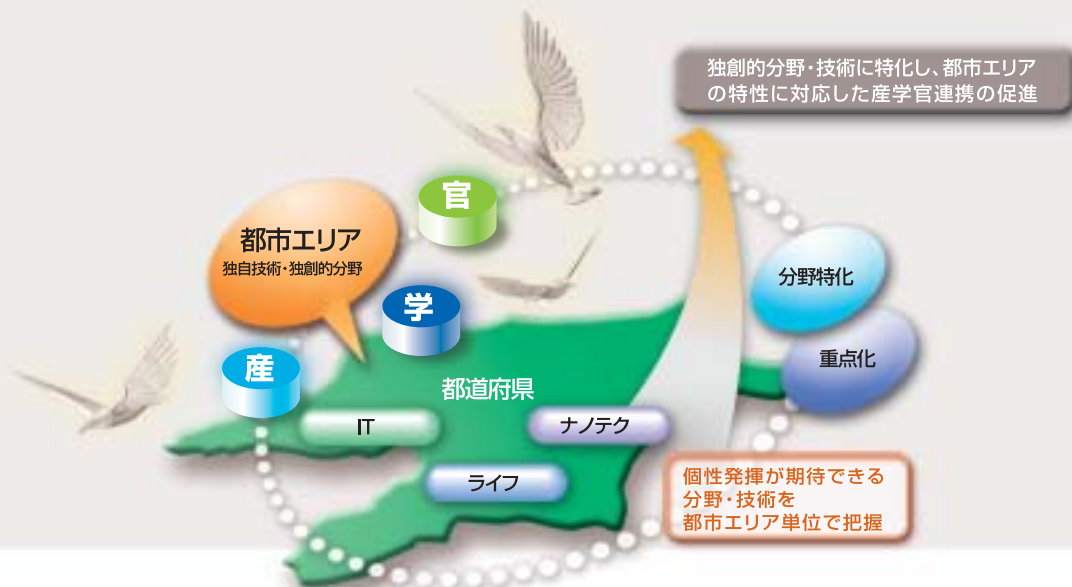 独創的分野・技術に特化し、都市エリア
の特性に対応した産学官連携の促進
官
都市エリア
独自技術・独創的分野
学
分野特化
産
重点化
都道府県
IT
ナノテク
ライフ
個性発揮が期待できる
分野・技術を
都市エリア単位で把握